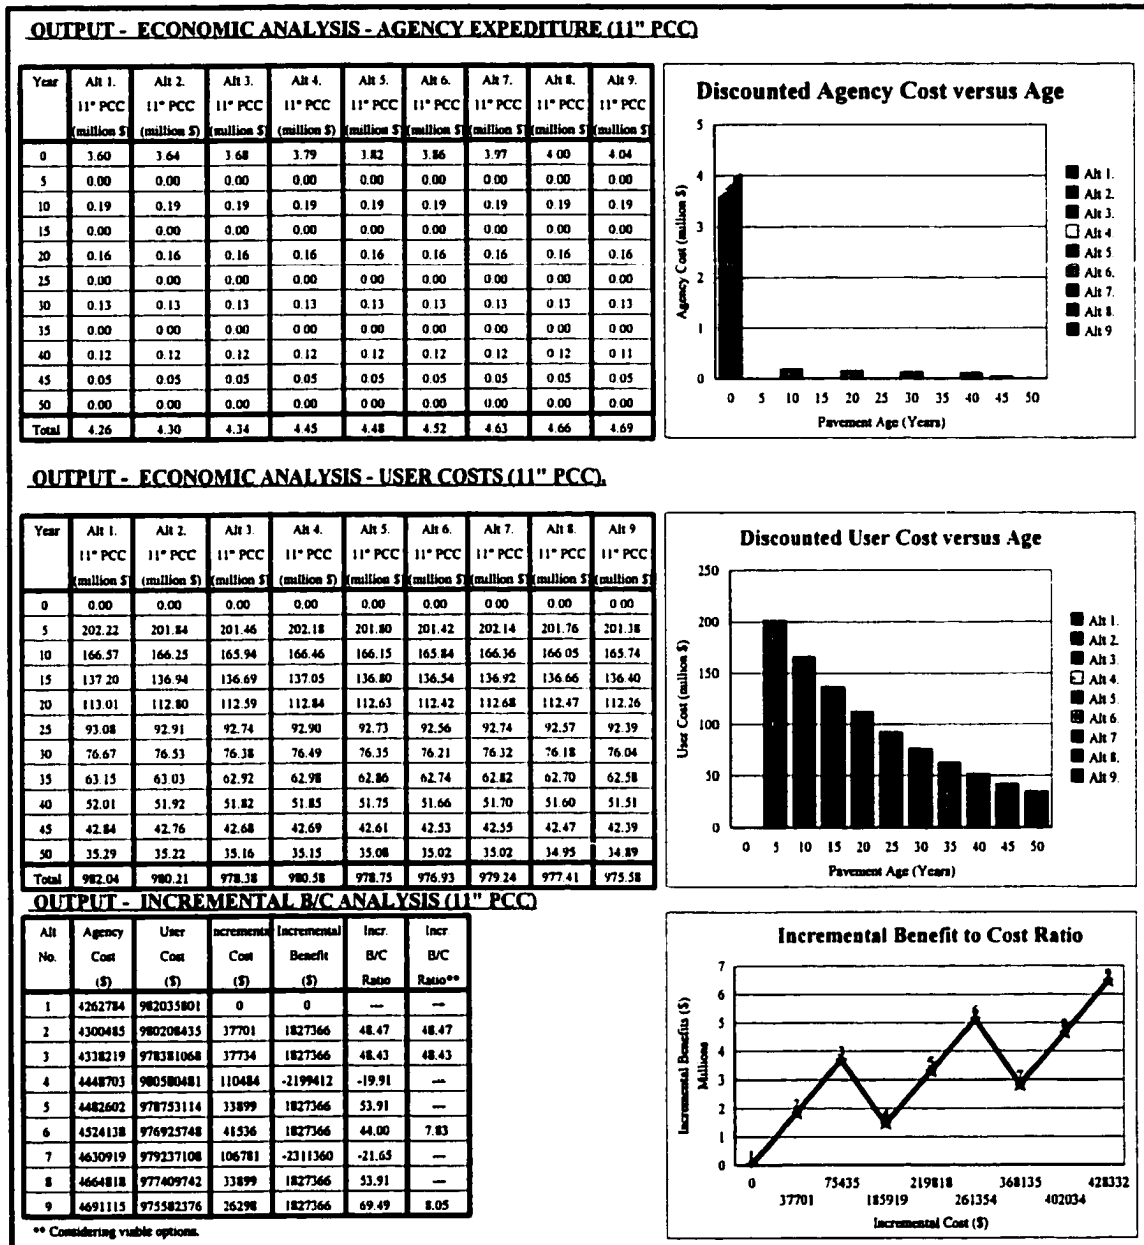 OUTPUT - ECONOMIC ANALYSIS - AGENCY EXPEDITURE (11" PCC)
Year Alt 1. Alt 2. Alt 3. Alt 4. Alt 5. Alt 6. Alt 7. Alt 8. Alt 9.
11" PCC 11" PCC 11" PCC 11" PCC 11" PCC 11" PCC 11" PCC 11" PCC 11" PCC
(million $) (million $) (million $) (million $) (million $) (million $) (million $) (million $) (million $)
0 3.60 3.64 3.68 3.79 3.82 3.86 3.97 4.00 4.04
5 0.00 0.00 0.00 0.00 0.00 0.00 0.00 0.00 0.00
10 0.19 0.19 0.19 0.19 0.19 0.19 0.19 0.19 0.19
15 0.00 0.00 0.00 0.00 0.00 0.00 0.00 0.00 0.00
20 0.16 0.16 0.16 0.16 0.16 0.16 0.16 0.16 0.16
25 0.00 0.00 0.00 0.00 0.00 0.00 0.00 0.00 0.00
30 0.13 0.13 0.13 0.13 0.13 0.13 0.13 0.13 0.13
35 0.00 0.00 0.00 0.00 0.00 0.00 0.00 0.00 0.00
40 0.12 0.12 0.12 0.12 0.12 0.12 0.12 0.12 0.11
45 0.05 0.05 0.05 0.05 0.05 0.05 0.05 0.05 0.05
50 0.00 0.00 0.00 0.00 0.00 0.00 0.00 0.00 0.00
Total 4.26 4.30 4.34 4.45 4.48 4.52 4.63 4.66 4.69
Discounted Agency Cost versus Age
Agency Cost (million $)
5
4
3
2
1
0
0 5 10 15 20 25 30 35 40 45 50
Pavement Age (Years)
Alt 1.
Alt 2.
Alt 3.
Alt 4.
Alt 5.
Alt 6.
Alt 7.
Alt 8.
Alt 9
OUTPUT - ECONOMIC ANALYSIS - USER COSTS (11" PCC).
Year Alt 1. Alt 2. Alt 3. Alt 4. Alt 5. Alt 6. Alt 7. Alt 8. Alt 9
11" PCC 11" PCC 11" PCC 11" PCC 11" PCC 11" PCC 11" PCC 11" PCC 11" PCC
(million $) (million $) (million $) (million $) (million $) (million $) (million $) (million $) (million $)
0 0.00 0.00 0.00 0.00 0.00 0.00 0.00 0.00 0.00
5 202.22 201.84 201.46 202.18 201.80 201.42 202.14 201.76 201.38
10 166.57 166.25 165.94 166.46 166.15 165.84 166.36 166.05 165.74
15 137.20 136.94 136.69 137.05 136.80 136.54 136.92 136.66 136.40
20 113.01 112.80 112.59 112.84 112.63 112.42 112.68 112.47 112.26
25 93.08 92.91 92.74 92.90 92.73 92.56 92.74 92.57 92.39
30 76.67 76.53 76.38 76.49 76.35 76.21 76.32 76.18 76.04
35 63.15 63.03 62.92 62.98 62.86 62.74 62.82 62.70 62.58
40 52.01 51.92 51.82 51.85 51.75 51.66 51.70 51.60 51.51
45 42.84 42.76 42.68 42.69 42.61 42.53 42.55 42.47 42.39
50 35.29 35.22 35.16 35.15 35.08 35.02 35.02 34.95 34.89
Total 982.04 980.21 978.38 980.58 978.75 976.93 979.24 977.41 975.58
Discounted User Cost versus Age
User Cost (million $)
250
200
150
100
50
0
0 5 10 15 20 25 30 35 40 45 50
Pavement Age (Years)
Alt 1.
Alt 2.
Alt 3.
Alt 4.
Alt 5.
Alt 6.
Alt 7
Alt 8.
Alt 9.
OUTPUT - INCREMENTAL B/C ANALYSIS (11" PCC)
Alt Agency User ncrementa Incremental Incr. Incr.
No. Cost Cost Cost Benefit B/C B/C
($) ($) ($) ($) Ratio Ratio**
1 4262784 982035801 0 0 --- ---
2 4300485 980208435 37701 1827366 48.47 48.47
3 4338219 978381068 37734 1827366 48.43 48.43
4 4448703 980580481 110484 -2199412 -19.91 ---
5 4482602 978753114 33899 1827366 53.91 ---
6 4524138 976925748 41536 1827366 44.00 7.83
7 4630919 979237108 106781 -2311360 -21.65 ---
8 4664818 977409742 33899 1827366 53.91 ---
9 4691115 975582376 26298 1827366 69.49 8.05
** Considering viable options.
Incremental Benefit to Cost Ratio
Incremental Benefits ($)
Millions
7
6
5
4
3
2
1
0
0 75435 219818 368135 428332
37701 185919 261354 402034
Incremental Cost ($)